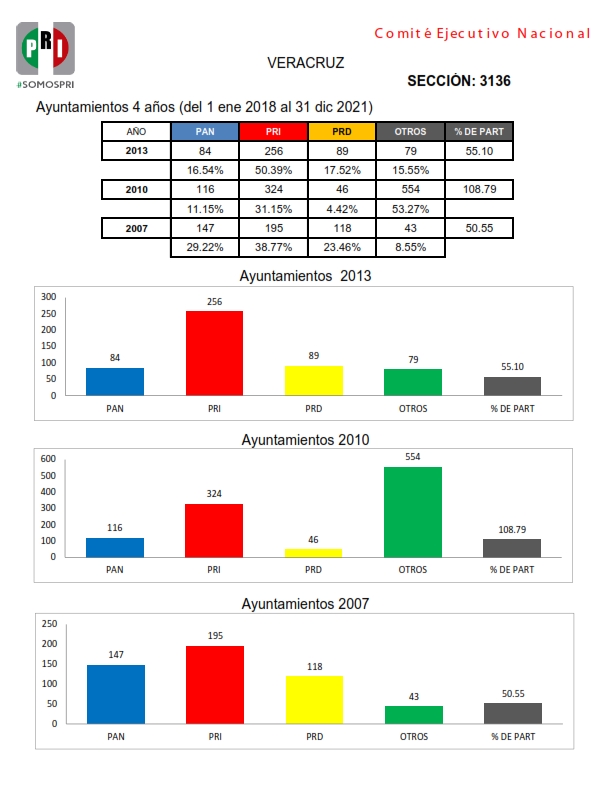 Comité Ejecutivo Nacional
PRI
#SOMOSPRI
VERACRUZ
SECCIÓN: 3136
Ayuntamientos 4 años (del 1 ene 2018 al 31 dic 2021)
AÑO PAN PRI PRD OTROS % DE PART
2013 84 256 89 79 55.10
16.54% 50.39% 17.52% 15.55%
2010 116 324 46 554 108.79
11.15% 31.15% 4.42% 53.27%
2007 147 195 118 43 50.55
29.22% 38.77% 23.46% 8.55%
Ayuntamientos 2013
300
250
200
150
100
50
0
84 256 89 79 55.10
PAN PRI PRD OTROS % DE PART
Ayuntamientos 2010
600
500
400
300
200
100
0
116 324 46 554 108.79
PAN PRI PRD OTROS % DE PART
Ayuntamientos 2007
250
200
150
100
50
0
147 195 118 43 50.55
PAN PRI PRD OTROS % DE PART